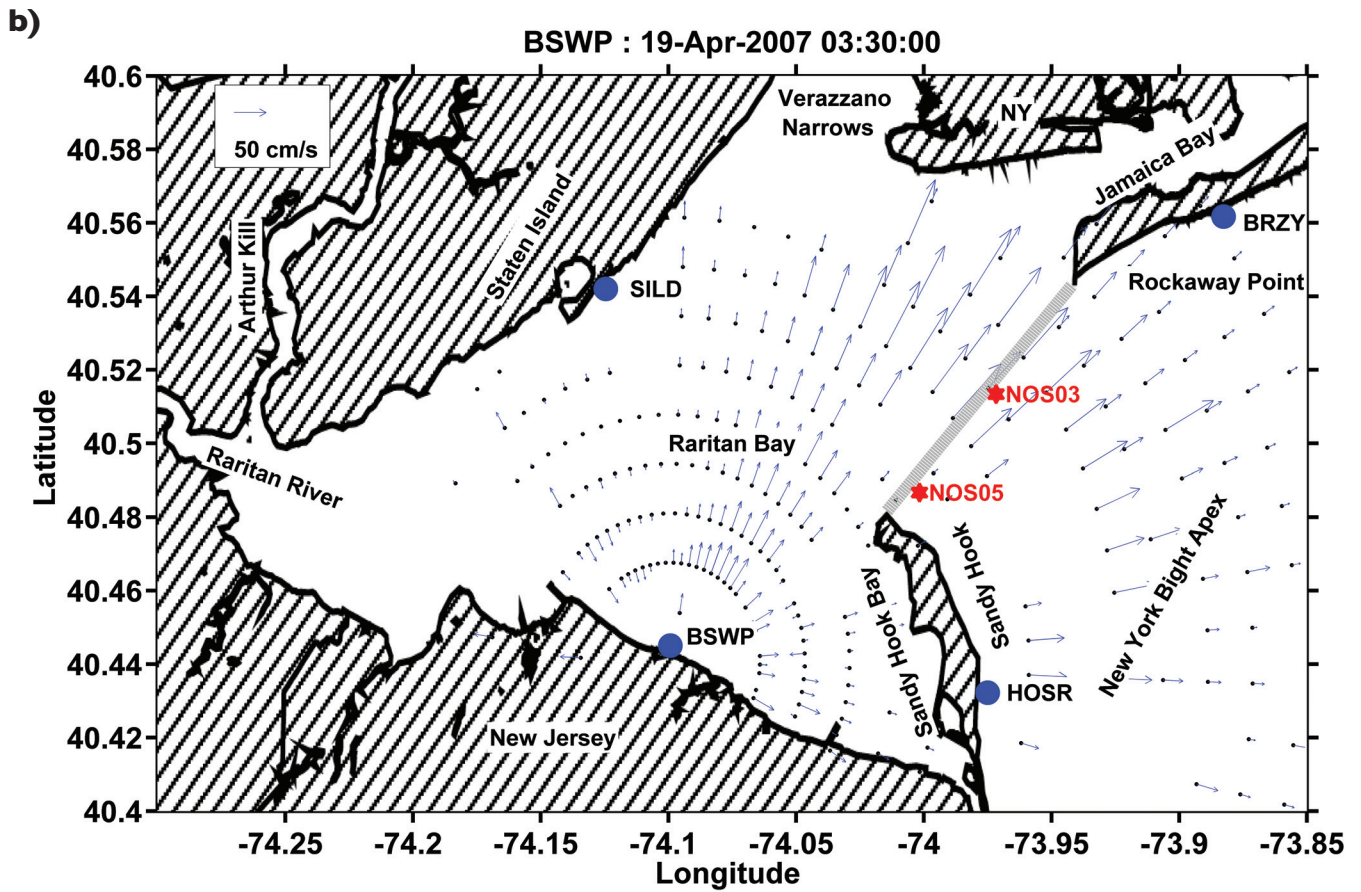 b)
BSWP : 19-Apr-2007 03:30:00
40.6
40.58
40.56
40.54
40.52
40.5
40.48
40.46
40.44
40.42
40.4
Latitude
50 cm/s
Verazzano
Narrows
NY
Jamaica Bay
BRZY
Rockaway Point
Arthur Kill
Staten Island
SILD
NOS03
Raritan Bay
Raritan River
NOS05
Sandy Hook
Sandy Hook Bay
New York Bight Apex
BSWP
HOSR
New Jersey
-74.25
-74.2
-74.15
-74.1
-74.05
-74
-73.95
-73.9
-73.85
Longitude